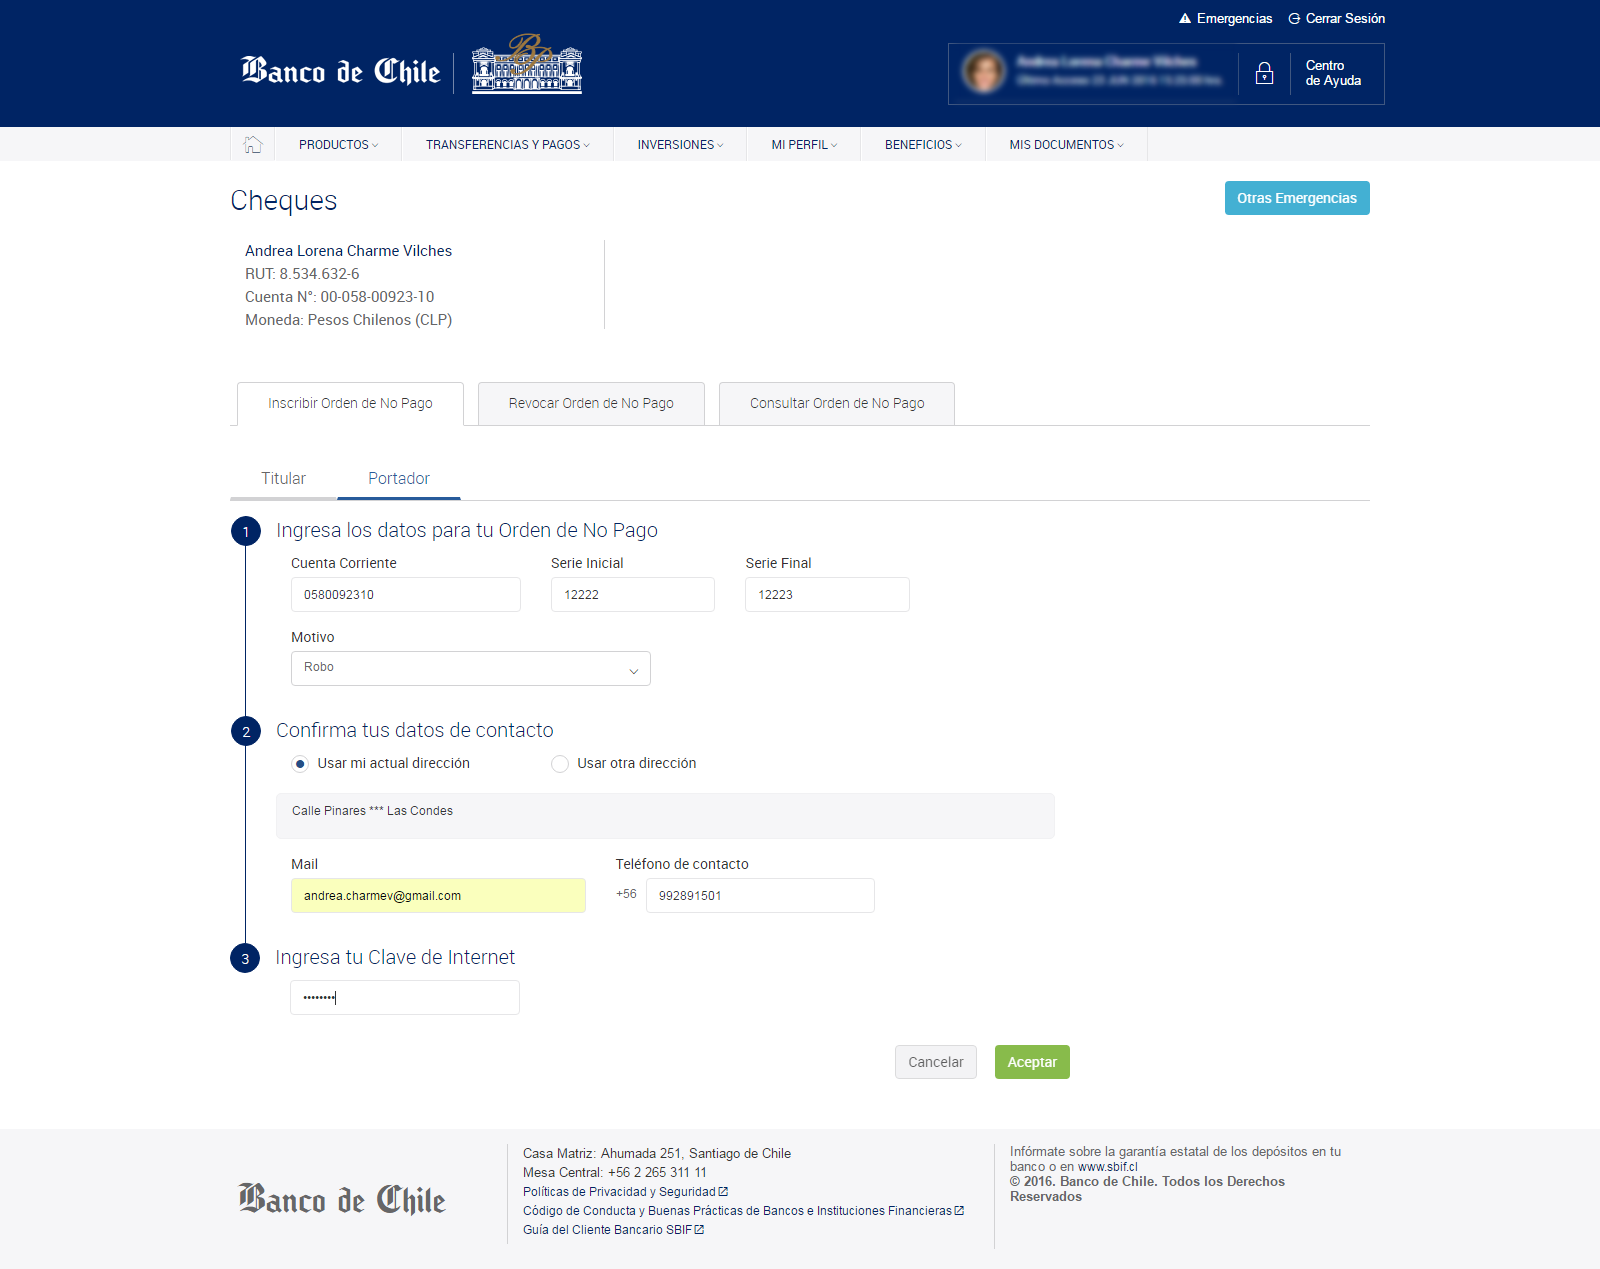 Emergencias
Cerrar Sesión
Banco de Chile
Centro
de Ayuda
PRODUCTOS
TRANSFERENCIAS Y PAGOS
INVERSIONES
MI PERFIL
BENEFICIOS
MIS DOCUMENTOS
Cheques
Otras Emergencias
Andrea Lorena Charme Vilches
RUT: 8.534.632-6
Cuenta N°: 00-058-00923-10
Moneda: Pesos Chilenos (CLP)
Inscribir Orden de No Pago
Revocar Orden de No Pago
Consultar Orden de No Pago
Titular
Portador
1
Ingresa los datos para tu Orden de No Pago
Cuenta Corriente
Serie Inicial
Serie Final
0580092310
12222
12223
Motivo
Robo
2
Confirma tus datos de contacto
Usar mi actual dirección
Usar otra dirección
Calle Pinares *** Las Condes
Mail
Teléfono de contacto
andrea.charmev@gmail.com
+56
992891501
3
Ingresa tu Clave de Internet
••••••••
Cancelar
Aceptar
Banco de Chile
Casa Matriz: Ahumada 251, Santiago de Chile
Mesa Central: +56 2 265 311 11
Políticas de Privacidad y Seguridad
Código de Conducta y Buenas Prácticas de Bancos e Instituciones Financieras
Guía del Cliente Bancario SBIF
Infórmate sobre la garantía estatal de los depósitos en tu
banco o en www.sbif.cl
© 2016. Banco de Chile. Todos los Derechos
Reservados